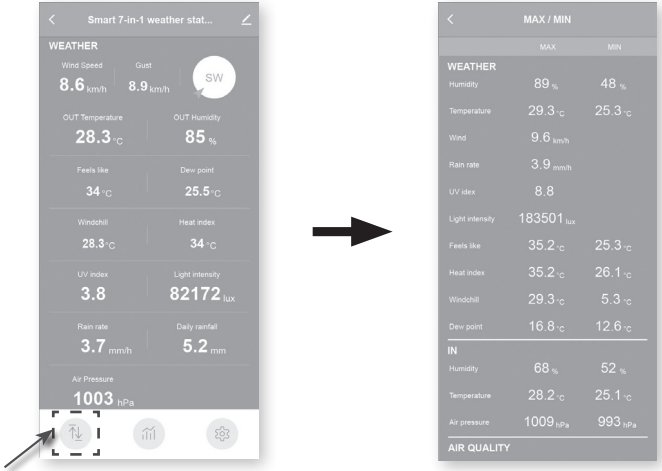 Smart 7-in-1 weather stat...
WEATHER
Wind Speed Gust
8.6 km/h 8.9 km/h SW
OUT Temperature OUT Humidity
28.3 °C 85 %
Feels like Dew point
34 °C 25.5 °C
Windchill Heat index
28.3 °C 34 °C
UV index Light intensity
3.8 82172 lux
Rain rate Daily rainfall
3.7 mm/h 5.2 mm
Air Pressure
1003 hPa
MAX / MIN
MAX MIN
WEATHER
Humidity 89 % 48 %
Temperature 29.3 °C 25.3 °C
Wind 9.6 km/h
Rain rate 3.9 mm/h
UV idex 8.8
Light intensity 183501 lux
Feels like 35.2 °C 25.3 °C
Heat index 35.2 °C 26.1 °C
Windchill 29.3 °C 5.3 °C
Dew point 16.8 °C 12.6 °C
IN
Humidity 68 % 52 %
Temperature 28.2 °C 25.1 °C
Air pressure 1009 hPa 993 hPa
AIR QUALITY